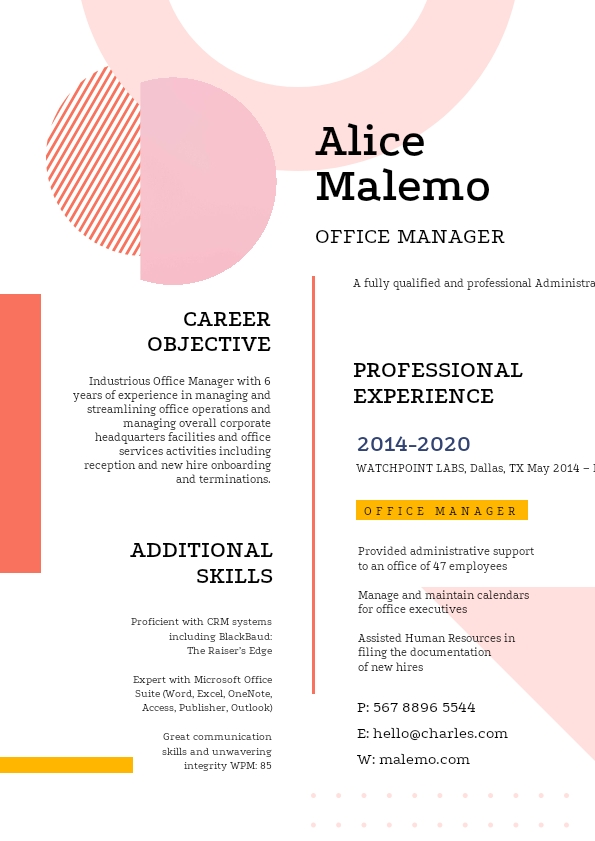 Alice
Malemo
OFFICE MANAGER
A fully qualified and professional
CAREER
OBJECTIVE
Industrious Office Manager with 6
years of experience in managing and
streamlining office operations and
managing overall corporate
headquarters facilities and office
services activities including
reception and new hire onboarding
and terminations.
ADDITIONAL
SKILLS
Proficient with CRM systems
including BlackBaud:
The Raiser's Edge
Expert with Microsoft Office
Suite (Word, Excel, OneNote,
Access, Publisher, Outlook)
Great communication
skills and unwavering
integrity WPM: 85
PROFESSIONAL
EXPERIENCE
2014-2020
WATCHPOINT LABS, Dallas, TX May 2014 –
OFFICE MANAGER
Provided administrative support
to an office of 47 employees
Manage and maintain calendars
for office executives
Assisted Human Resources in
filing the documentation
of new hires
P: 567 8896 5544
E: hello@charles.com
W: malemo.com